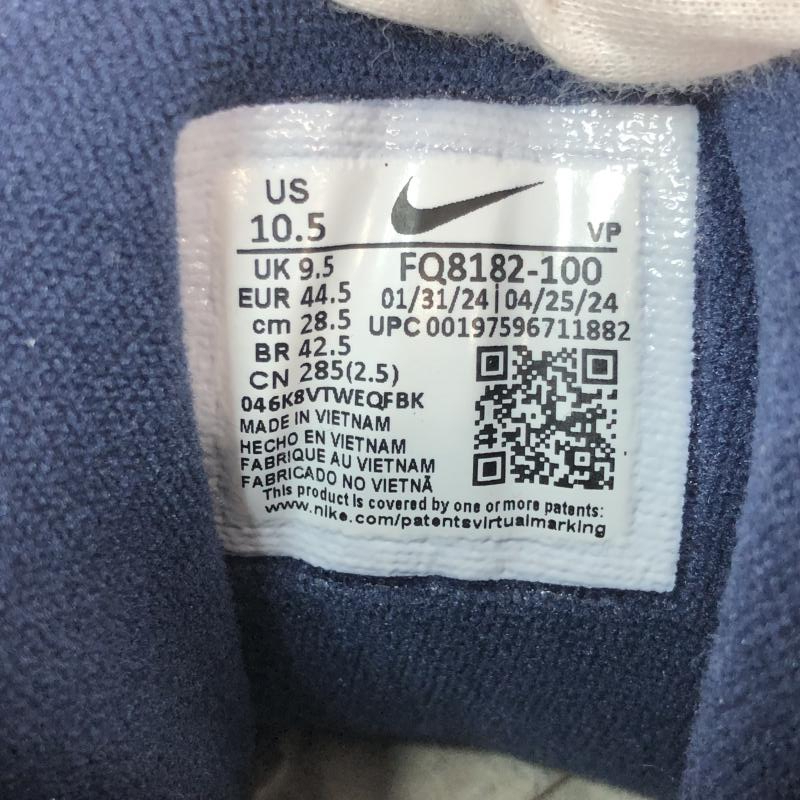 US
10.5
VP
UK 9.5
FQ8182-100
EUR 44.5
01/31/24|04/25/24
cm 28.5
UPC 00197596711882
BR 42.5
CN 285(2.5)
046K8VTWEQFBK
MADE IN VIETNAM
HECHO EN VIETNAM
FABRIQUE AU VIETNAM
FABRICADO NO VIETNÃ
This product is covered by one or more patents:
www.nike.com/patentsvirtualmarking